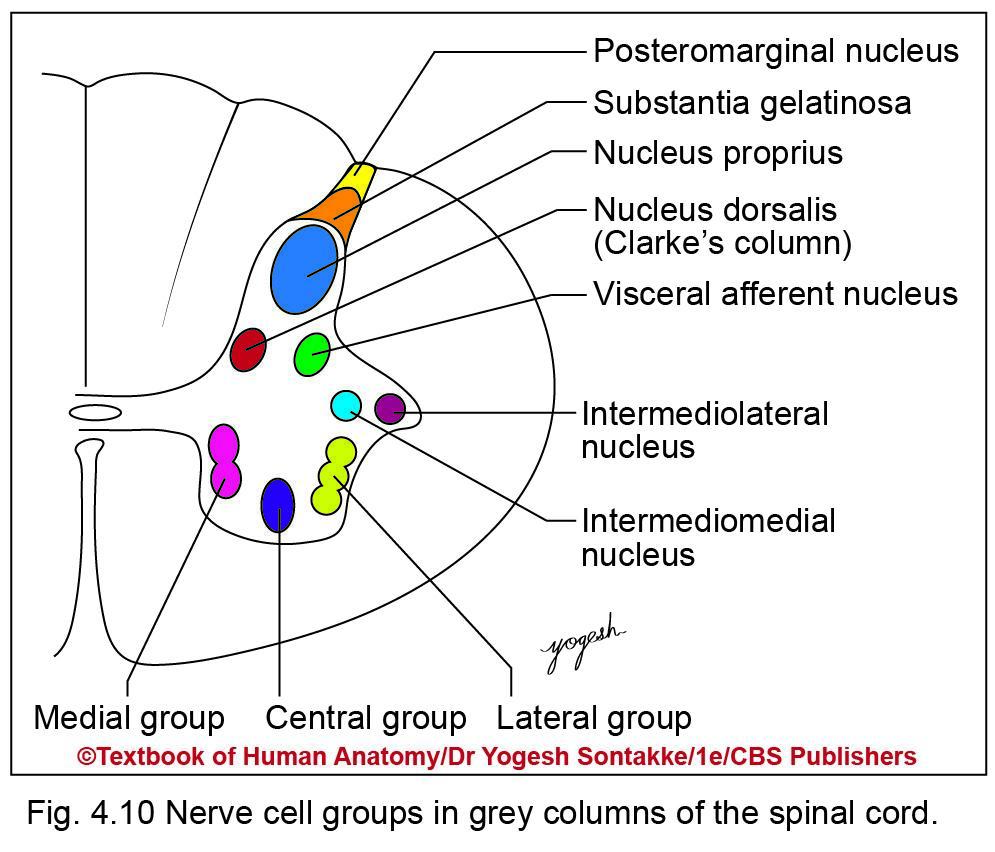 Posteromarginal nucleus
Substantia gelatinosa
Nucleus proprius
Nucleus dorsalis
(Clarke’s column)
Visceral afferent nucleus
Intermediolateral
nucleus
Intermediomedial
nucleus
yogesh
Medial group
Central group
Lateral group
©Textbook of Human Anatomy/Dr Yogesh Sontakke/1e/CBS Publishers
Fig. 4.10 Nerve cell groups in grey columns of the spinal cord.